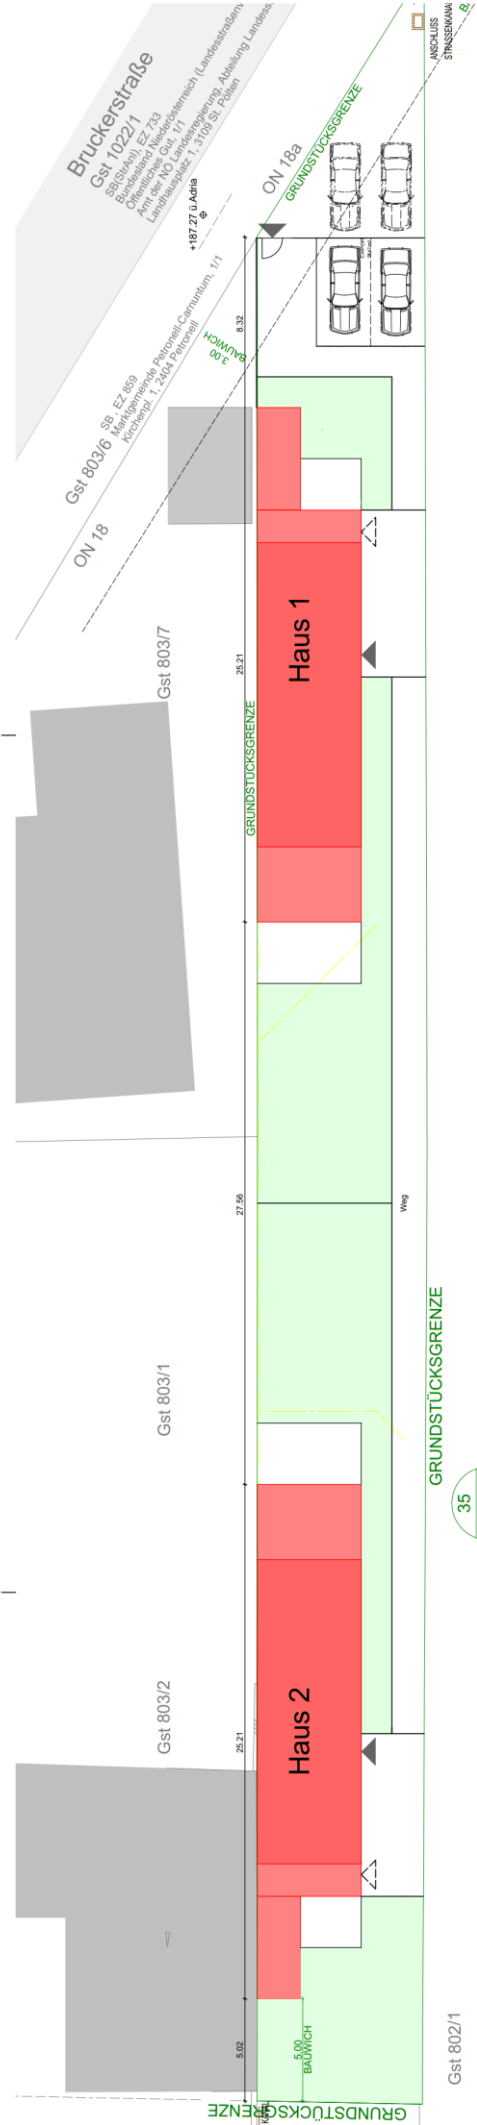 Bruckerstraße
Gst 1022/1
SB(StrAnl), EZ 733
Bundesland Niederösterreich (Landesstraßenv
Öffentliches Gut, 1/1
Amt der NÖ Landesregierung, Abteilung Landess.
Landhausplatz 1, 3109 St. Pölten
ANSCHLUSS
STRASSENKANAL
B.
+187.27 ü.Adria
ON 18a
GRUNDSTÜCKSGRENZE
Gst 803/6
SB , EZ 859
Marktgemeinde Petronell-Carnuntum, 1/1
Kirchenpl. 1, 2404 Petronell
3.00
BAUWICH
8.32
ON 18
Gst 803/7
25.21
Haus 1
GRUNDSTÜCKSGRENZE
27.56
Weg
GRUNDSTÜCKSGRENZE
Gst 803/1
35
Gst 803/2
25.21
Haus 2
5.02
5.00
BAUWICH
GRUNDSTÜCKSGRENZE
Gst 802/1